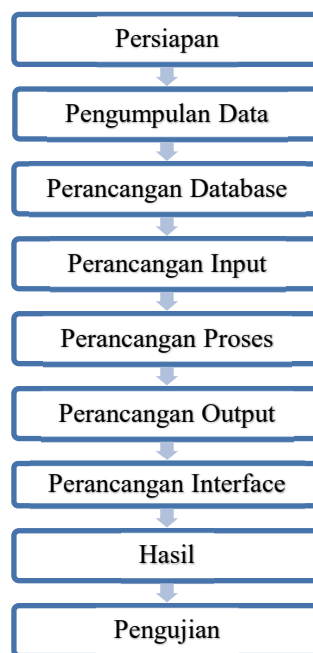 Persiapan
Pengumpulan Data
Perancangan Database
Perancangan Input
Perancangan Proses
Perancangan Output
Perancangan Interface
Hasil
Pengujian